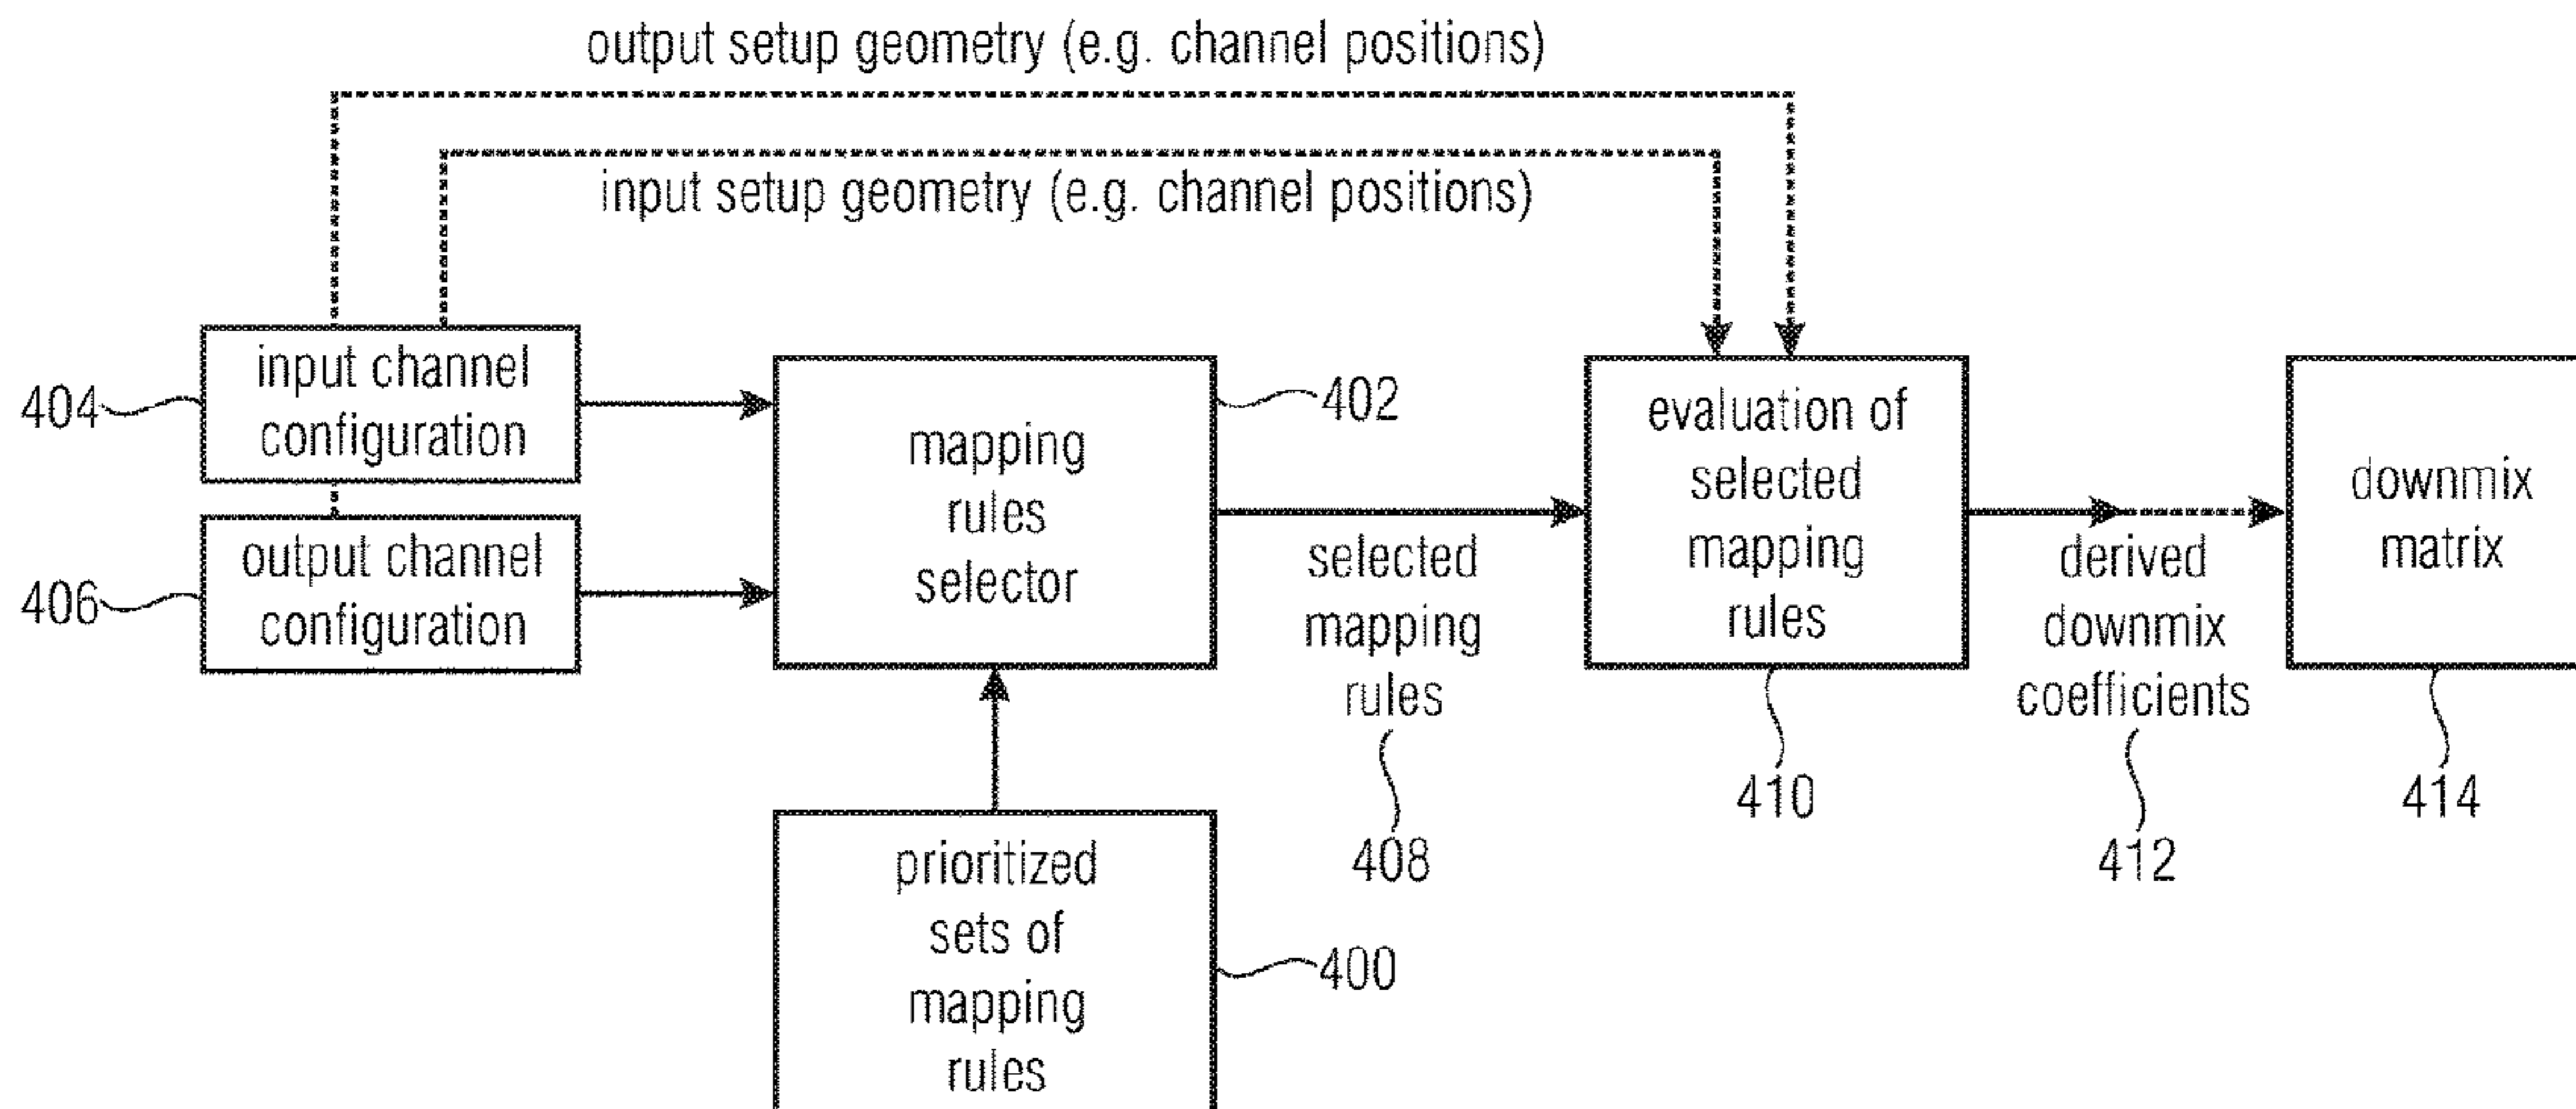 output setup geometry (e.g. channel positions)
input setup geometry (e.g. channel positions)
input channel
configuration
404
output channel
configuration
406
mapping
rules
selector
402
selected
mapping
rules
408
evaluation of
selected
mapping
rules
410
derived
downmix
coefficients
412
downmix
matrix
414
prioritized
sets of
mapping
rules
400